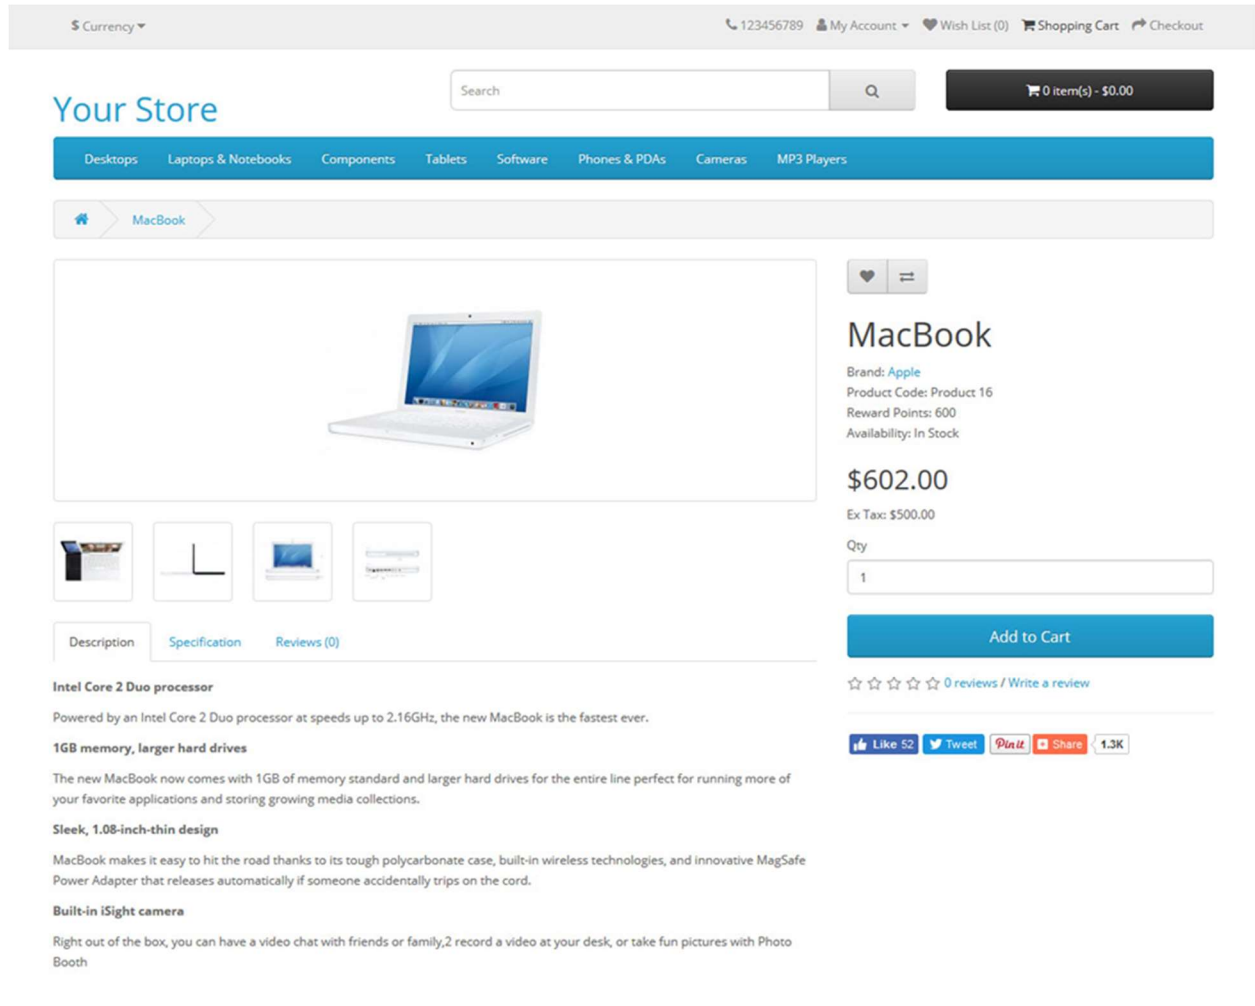 $ Currency
123456789 My Account Wish List (0) Shopping Cart Checkout
Your Store
Search
0 item(s) - $0.00
Desktops Laptops & Notebooks Components Tablets Software Phones & PDAs Cameras MP3 Players
MacBook
MacBook
Brand: Apple
Product Code: Product 16
Reward Points: 600
Availability: In Stock
$602.00
Ex Tax: $500.00
Qty
1
Add to Cart
0 reviews / Write a review
Like 52 Tweet Pin it Share 1.3K
Description Specification Reviews (0)
Intel Core 2 Duo processor
Powered by an Intel Core 2 Duo processor at speeds up to 2.16GHz, the new MacBook is the fastest ever.
1GB memory, larger hard drives
The new MacBook now comes with 1GB of memory standard and larger hard drives for the entire line perfect for running more of
your favorite applications and storing growing media collections.
Sleek, 1.08-inch-thin design
MacBook makes it easy to hit the road thanks to its tough polycarbonate case, built-in wireless technologies, and innovative MagSafe
Power Adapter that releases automatically if someone accidentally trips on the cord.
Built-in iSight camera
Right out of the box, you can have a video chat with friends or family,2 record a video at your desk, or take fun pictures with Photo
Booth